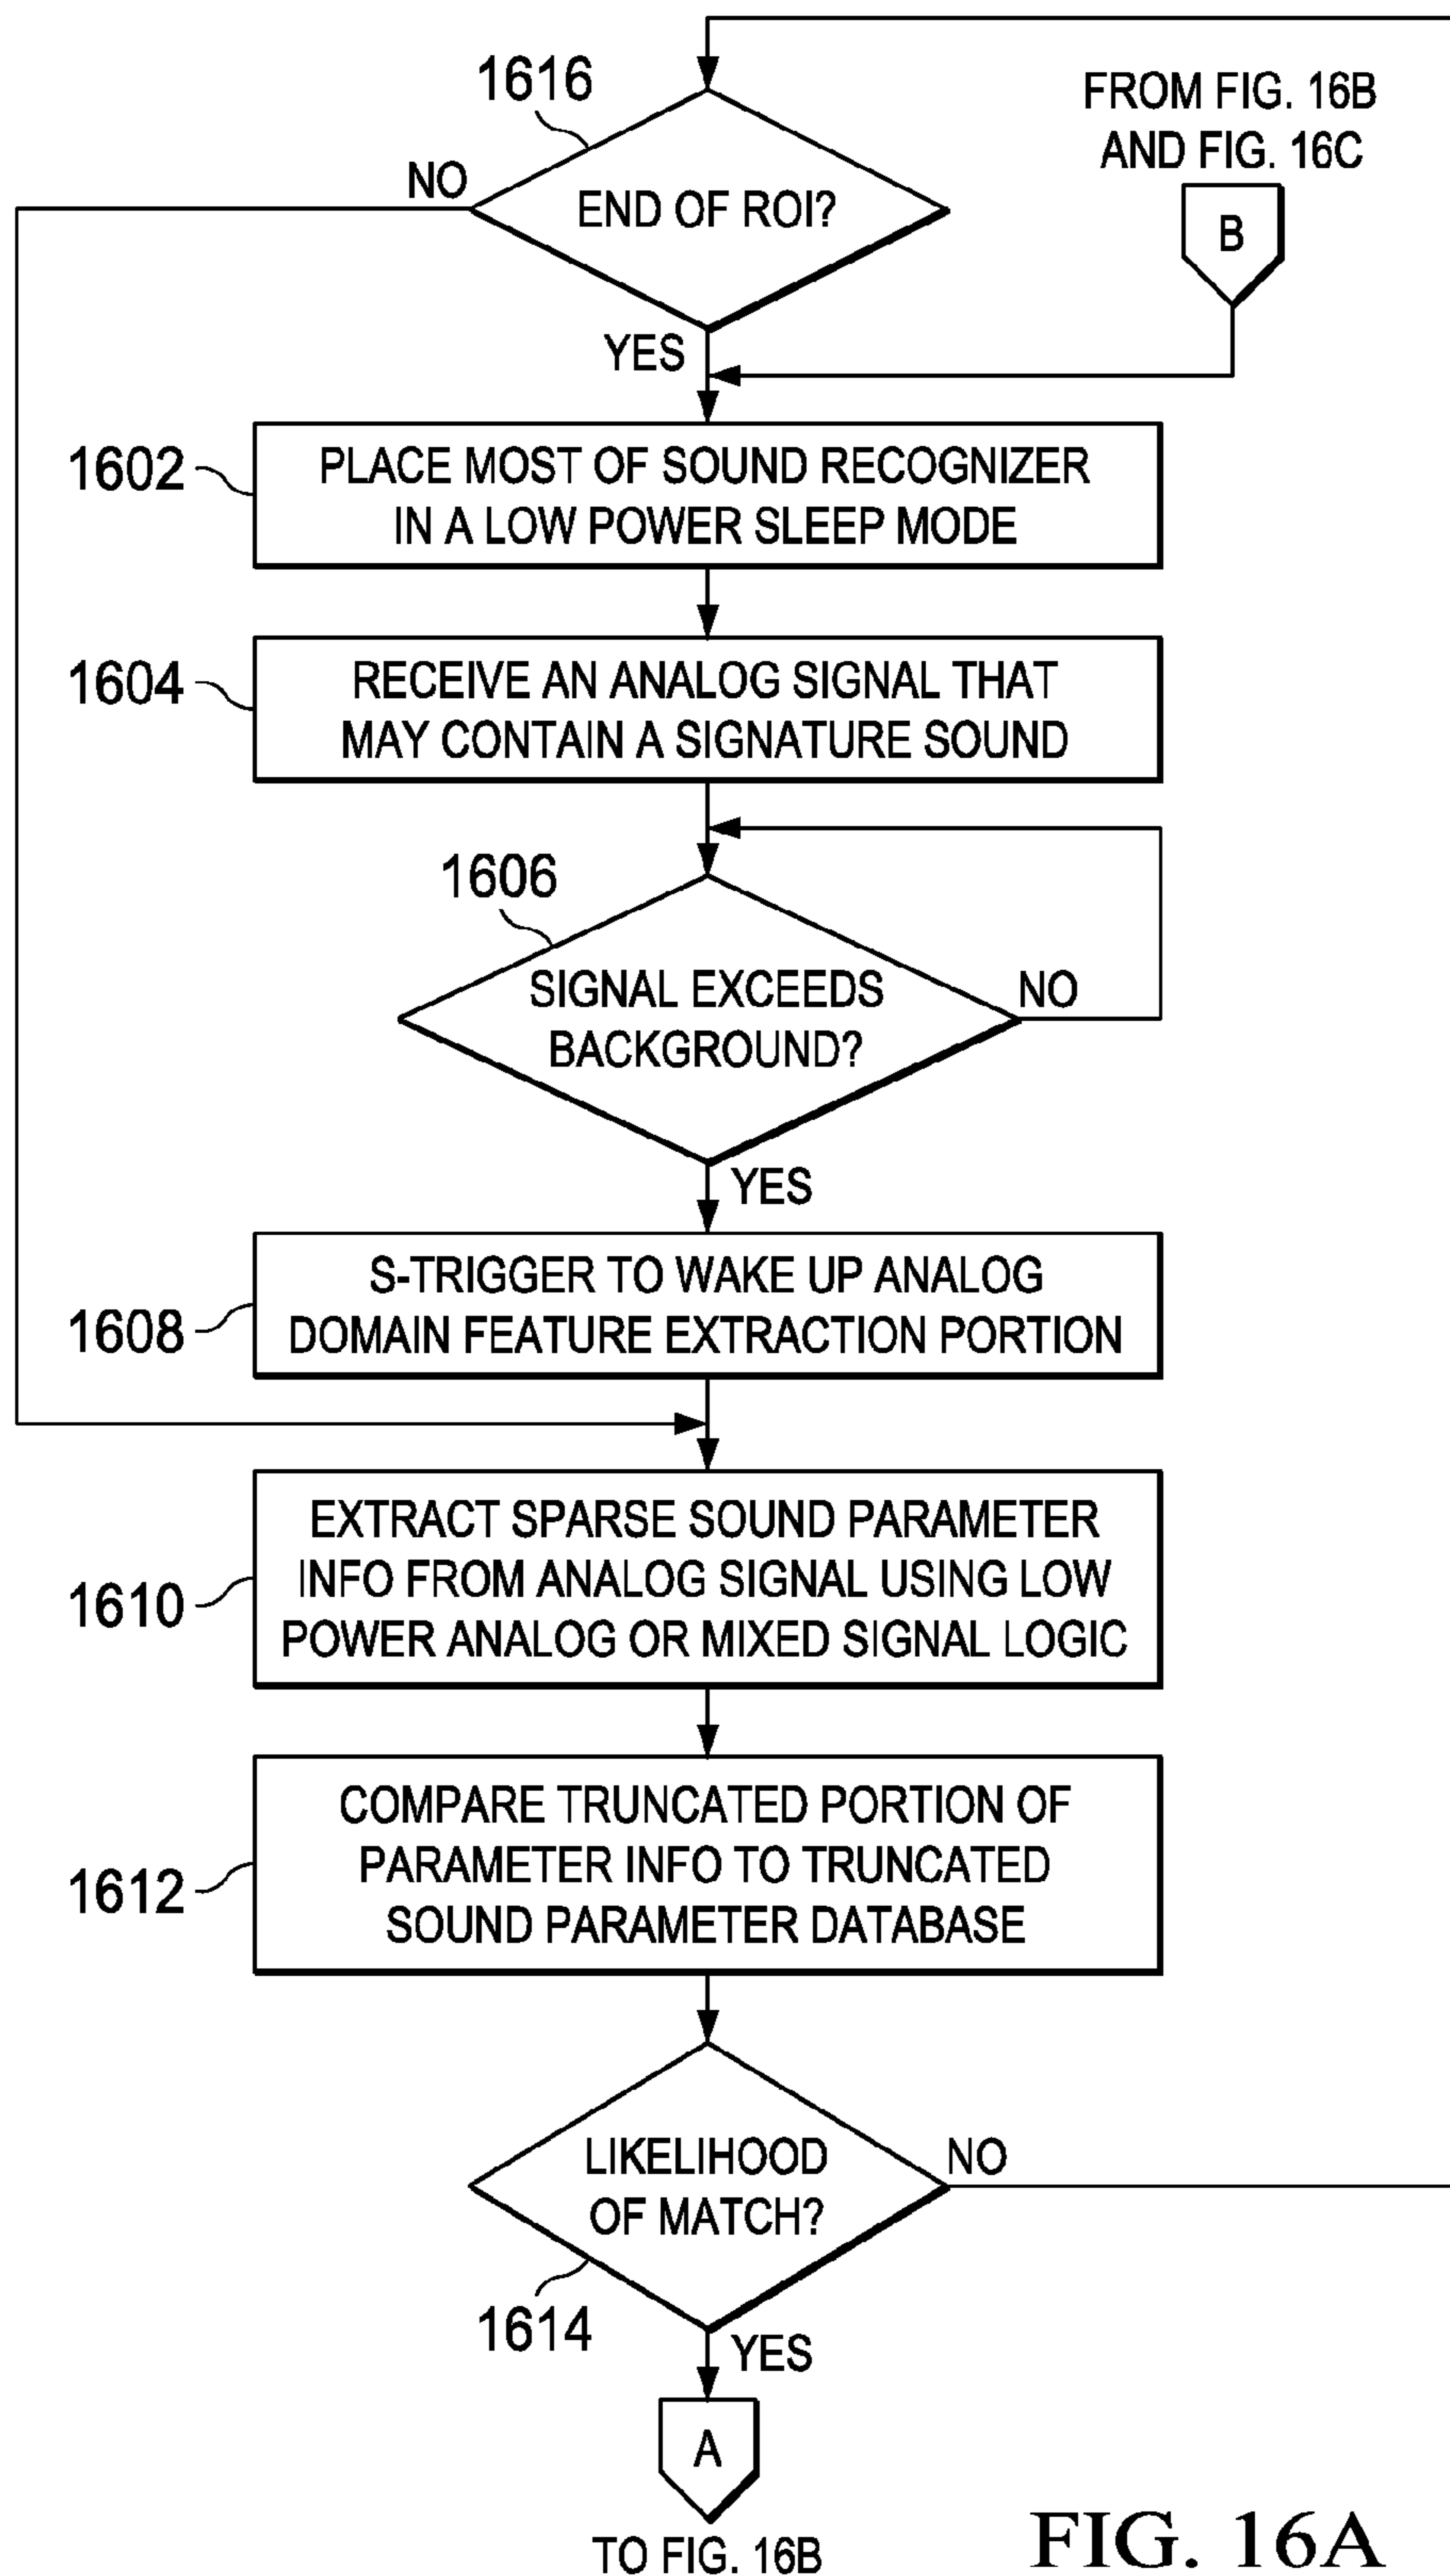 1616
FROM FIG. 16B
AND FIG. 16C
NO
END OF ROI?
B
YES
1602
PLACE MOST OF SOUND RECOGNIZER
IN A LOW POWER SLEEP MODE
1604
RECEIVE AN ANALOG SIGNAL THAT
MAY CONTAIN A SIGNATURE SOUND
1606
SIGNAL EXCEEDS
BACKGROUND?
NO
YES
1608
S-TRIGGER TO WAKE UP ANALOG
DOMAIN FEATURE EXTRACTION PORTION
1610
EXTRACT SPARSE SOUND PARAMETER
INFO FROM ANALOG SIGNAL USING LOW
POWER ANALOG OR MIXED SIGNAL LOGIC
1612
COMPARE TRUNCATED PORTION OF
PARAMETER INFO TO TRUNCATED
SOUND PARAMETER DATABASE
LIKELIHOOD
OF MATCH?
NO
1614
YES
A
TO FIG. 16B
FIG. 16A